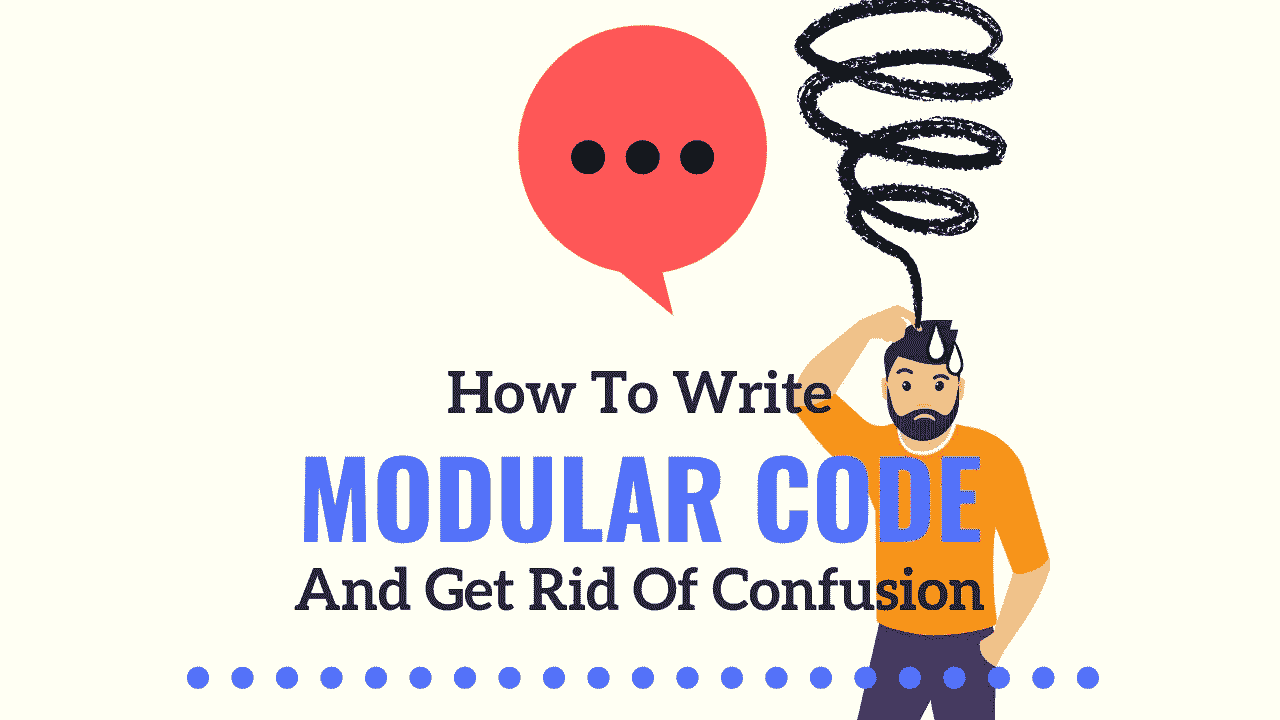 How To Write
MODULAR CODE
And Get Rid Of Confusion